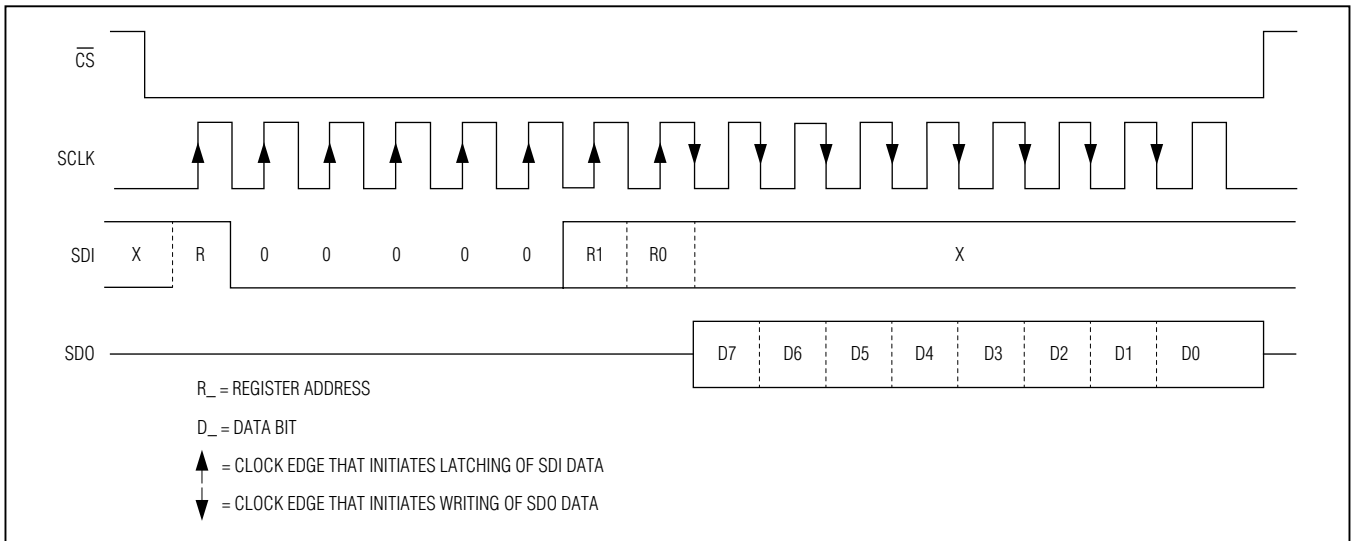 CS
SCLK
SDI X R 0 0 0 0 0 R1 R0 X
SDO D7 D6 D5 D4 D3 D2 D1 D0
R_ = REGISTER ADDRESS
D_ = DATA BIT
= CLOCK EDGE THAT INITIATES LATCHING OF SDI DATA
= CLOCK EDGE THAT INITIATES WRITING OF SDO DATA